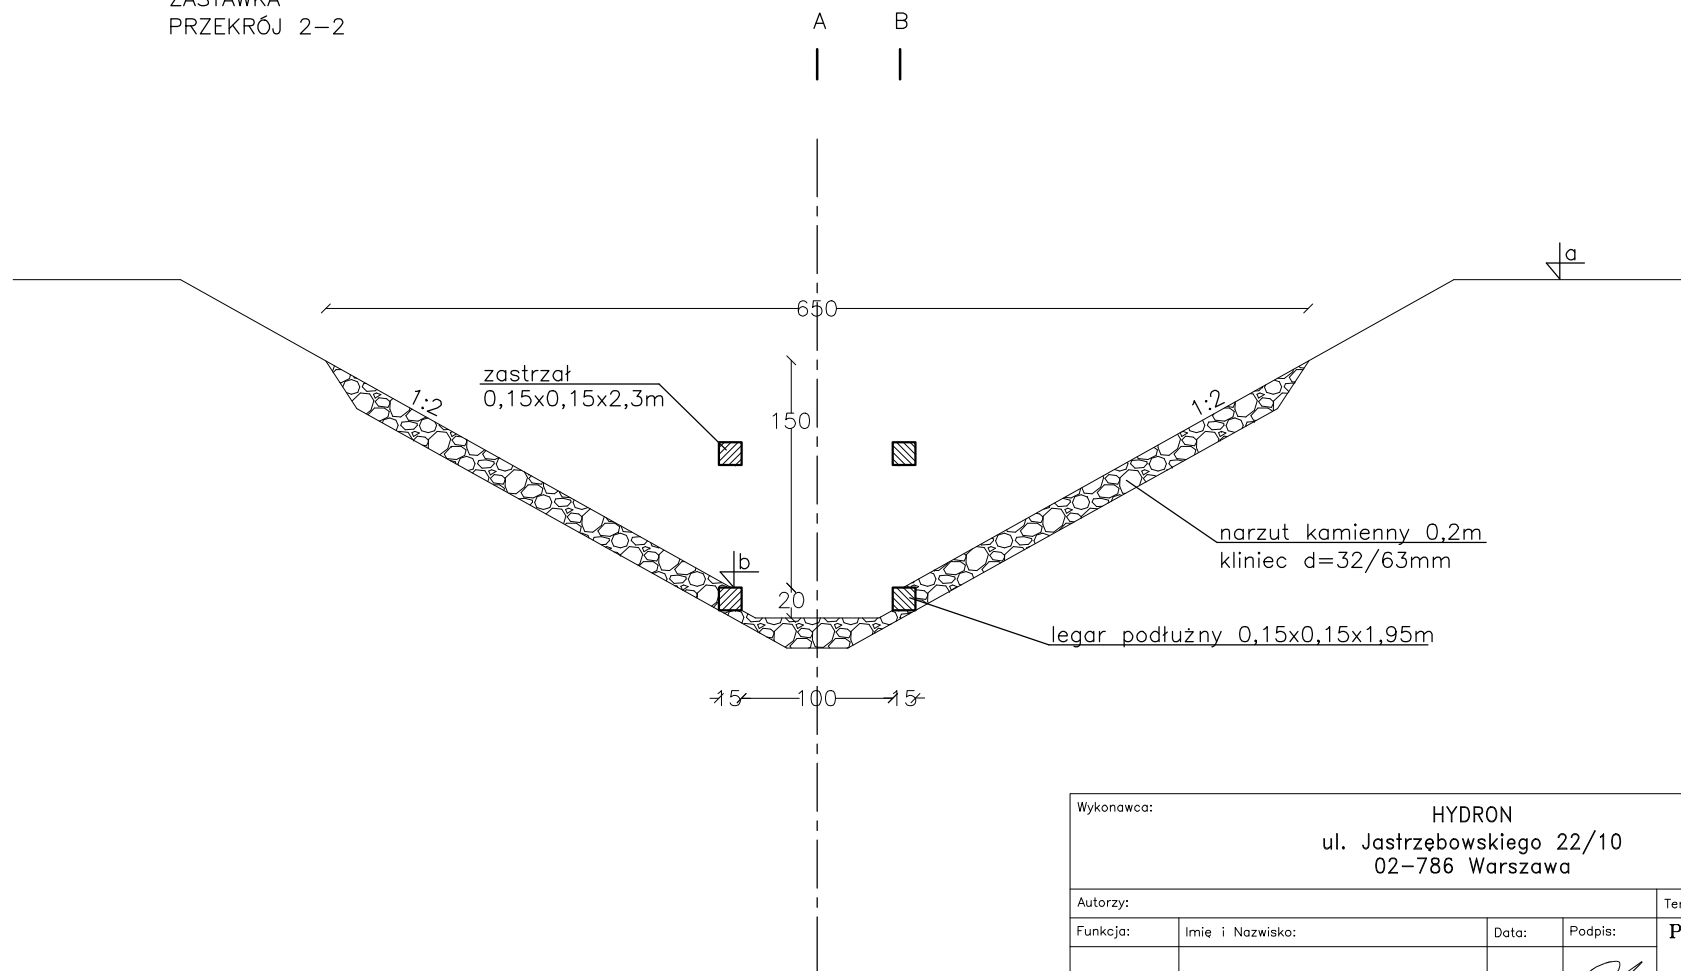 ZASTAWKA
PRZEKRÓJ 2-2
A
B
a
650
zastrzał
0,15x0,15x2,3m
1:2
1:2
150
narzut kamienny 0,2m
kliniec d=32/63mm
b
20
legar podłużny 0,15x0,15x1,95m
15
100
15
Wykonawca:
HYDRON
ul. Jastrzębowskiego 22/10
02-786 Warszawa
Autorzy:
Funkcja:
Imię i Nazwisko:
Data:
Podpis: